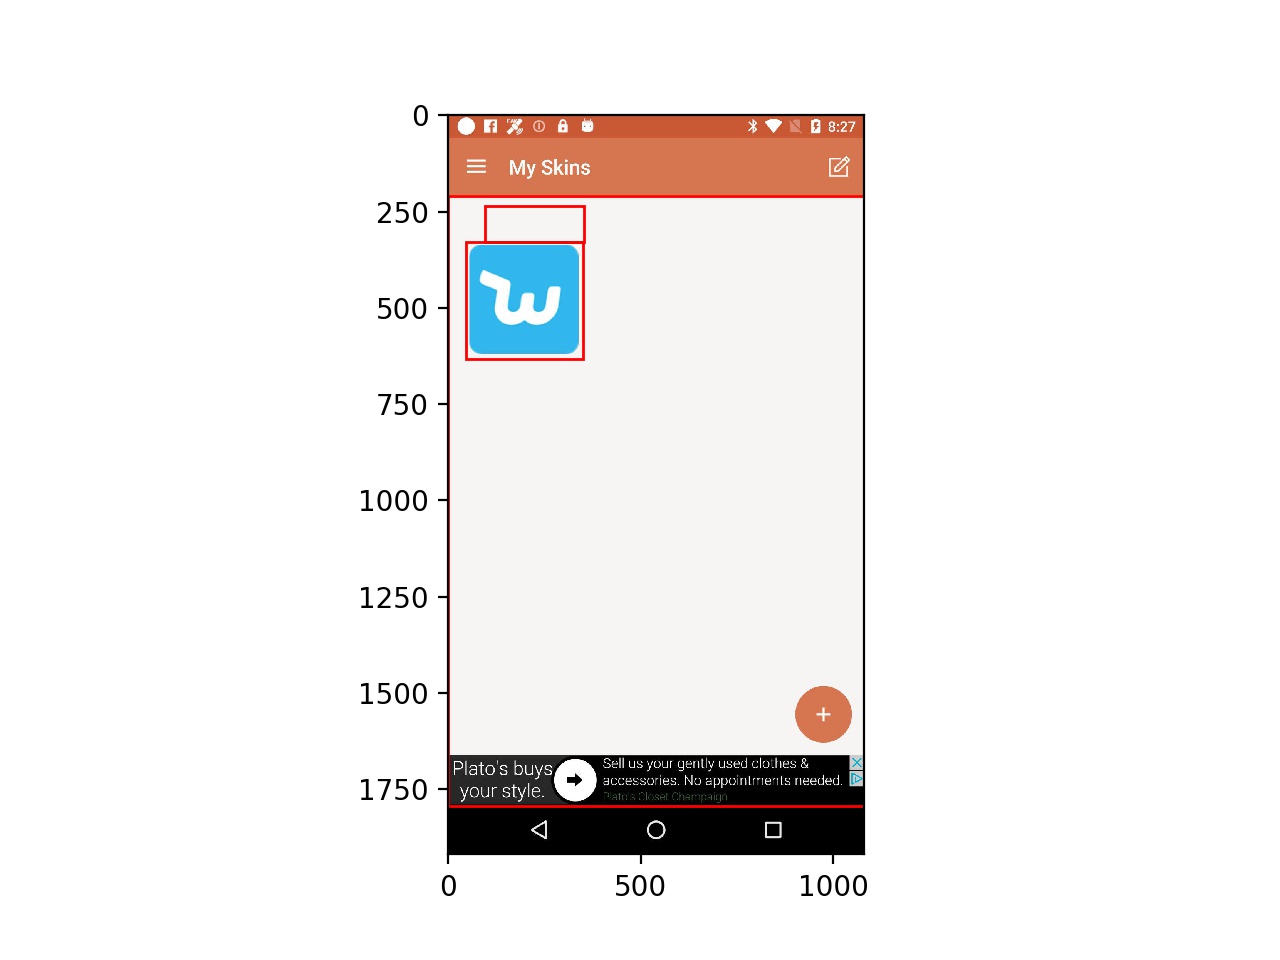 0
250
500
750
1000
1250
1500
1750
0
500
1000
8:27
My Skins
w
+
Plato's buys
your style.
Sell us your gently used clothes &
accessories. No appointments needed.
Plato's Closet Champaign